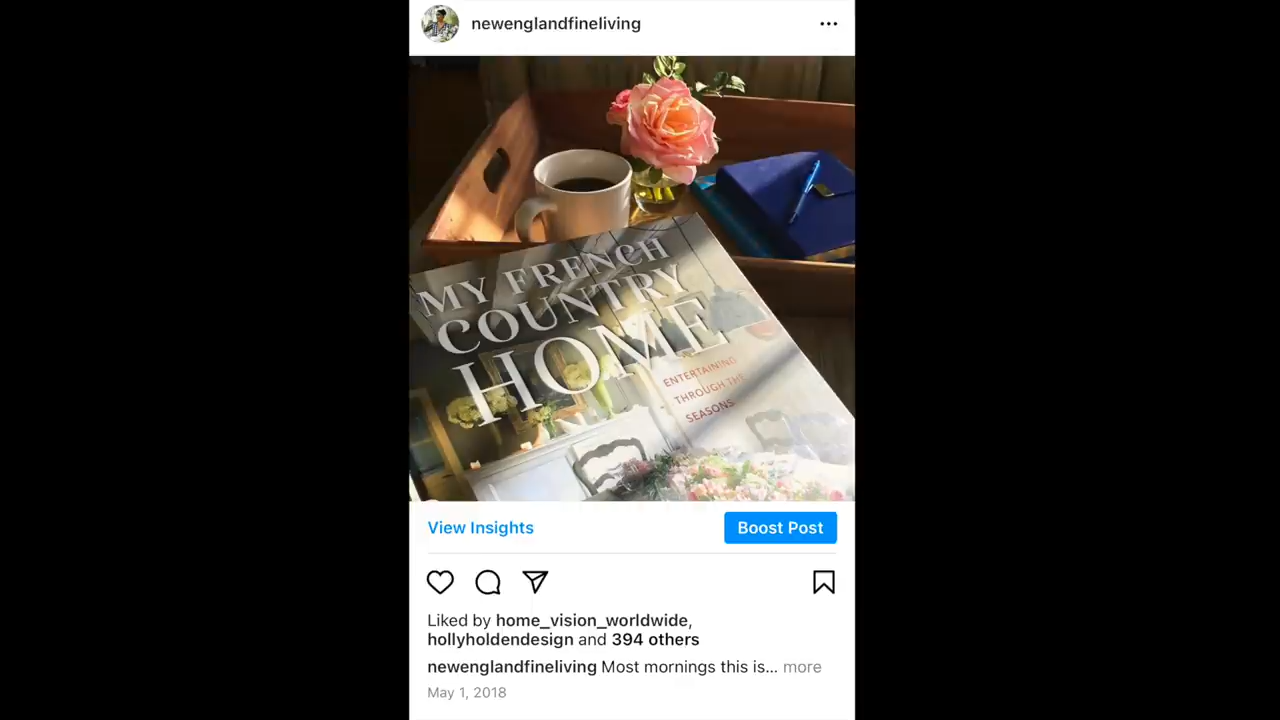 newenglandfineliving
MY FRENCH
COUNTRY
HOME
ENTERTAINING
THROUGH THE
SEASONS
View Insights
Boost Post
Liked by home_vision_worldwide,
hollyholdendesign and 394 others
newenglandfineliving Most mornings this is... more
May 1, 2018